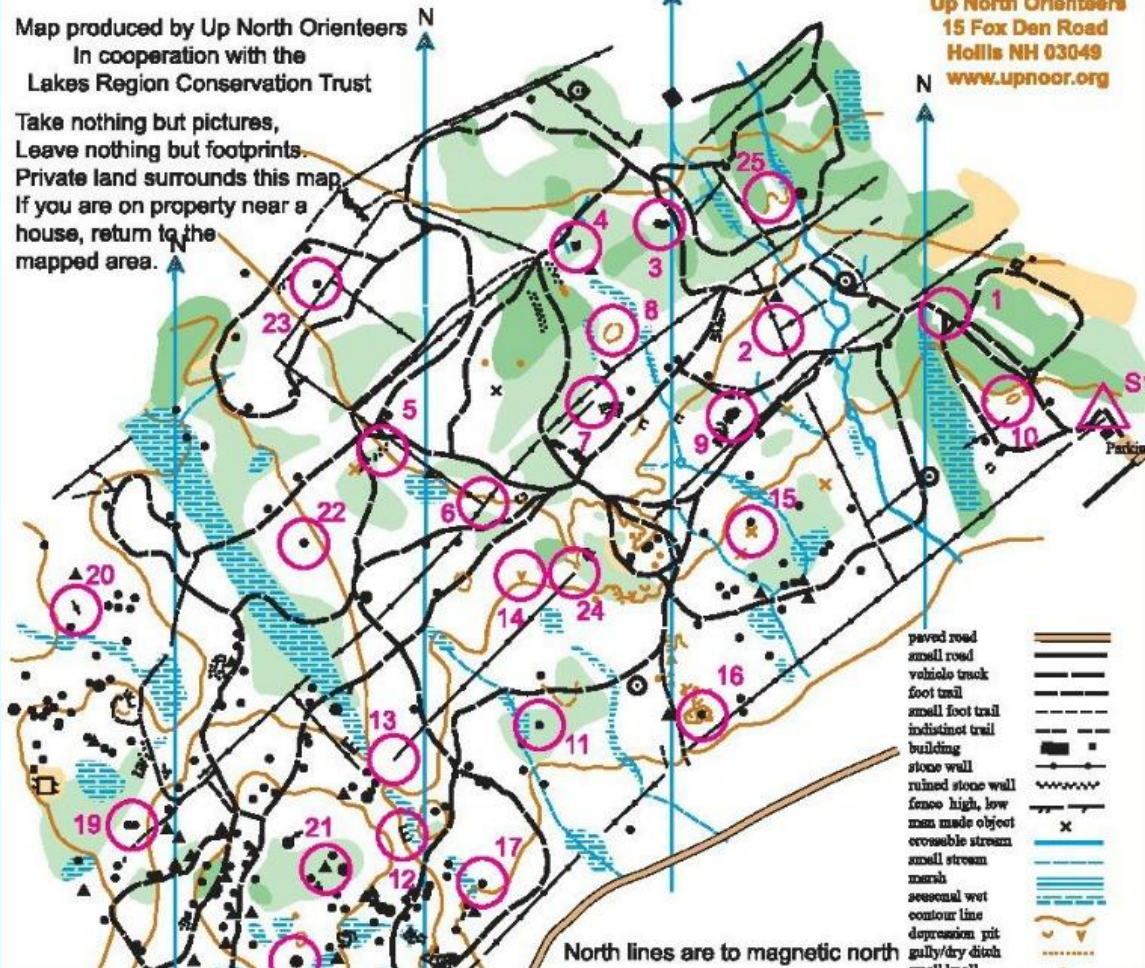 Map produced by Up North Orienteers
In cooperation with the
Lakes Region Conservation Trust
Take nothing but pictures,
Leave nothing but footprints.
Private land surrounds this map
If you are on property near a
house, return to the
mapped area.
N
N
N
Up North Orienteers
15 Fox Den Road
Hollis NH 03049
www.upnoor.org
25
4
3
23
8
1
2
5
7
9
10
Parkin
6
22
15
20
14
24
16
13
11
19
21
12
17
paved road
small road
vehicle track
foot trail
small foot trail
indistinct trail
building
stone wall
ruined stone wall
fence high, low
man made object
crossable stream
small stream
marsh
seasonal wet
contour line
depression pit
gully/dry ditch
North lines are to magnetic north